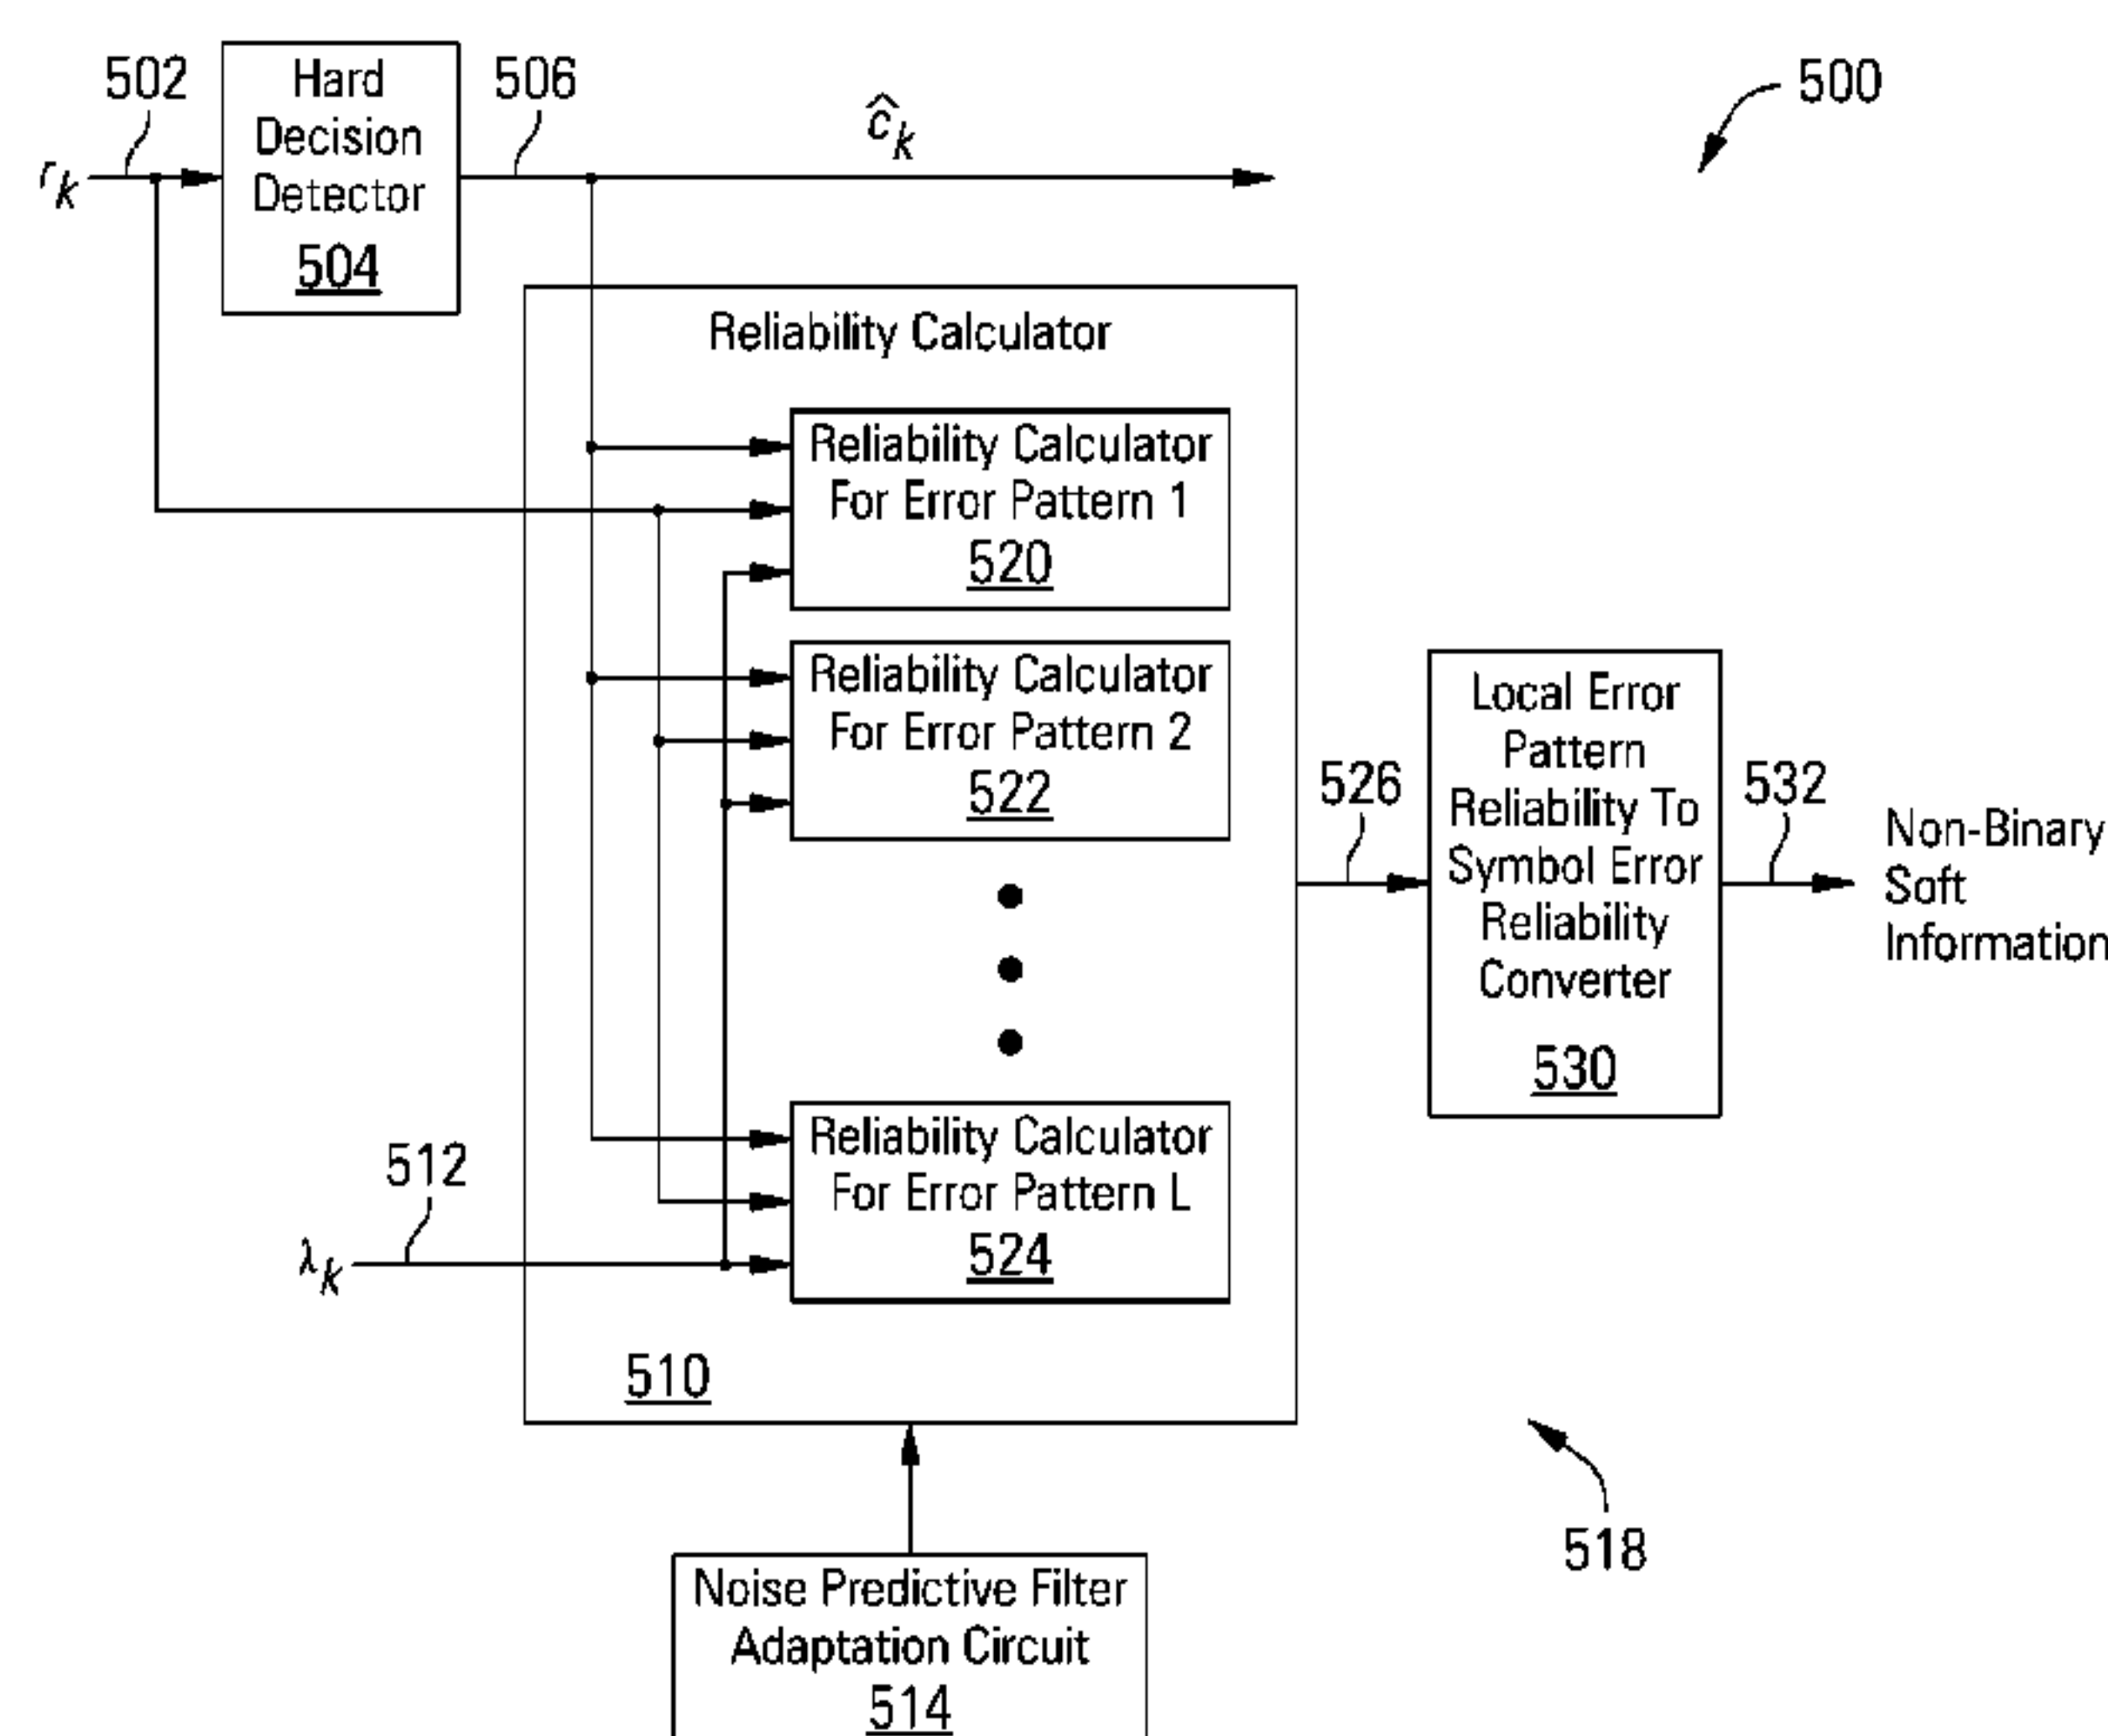 502
Hard
Decision
Detector
504
506
ĉk
500
rk
Reliability Calculator
Reliability Calculator
For Error Pattern 1
520
Reliability Calculator
For Error Pattern 2
522
Reliability Calculator
For Error Pattern L
524
512
λk
510
526
Local Error
Pattern
Reliability To
Symbol Error
Reliability
Converter
530
532
Non-Binary
Soft
Information
518
Noise Predictive Filter
Adaptation Circuit
514